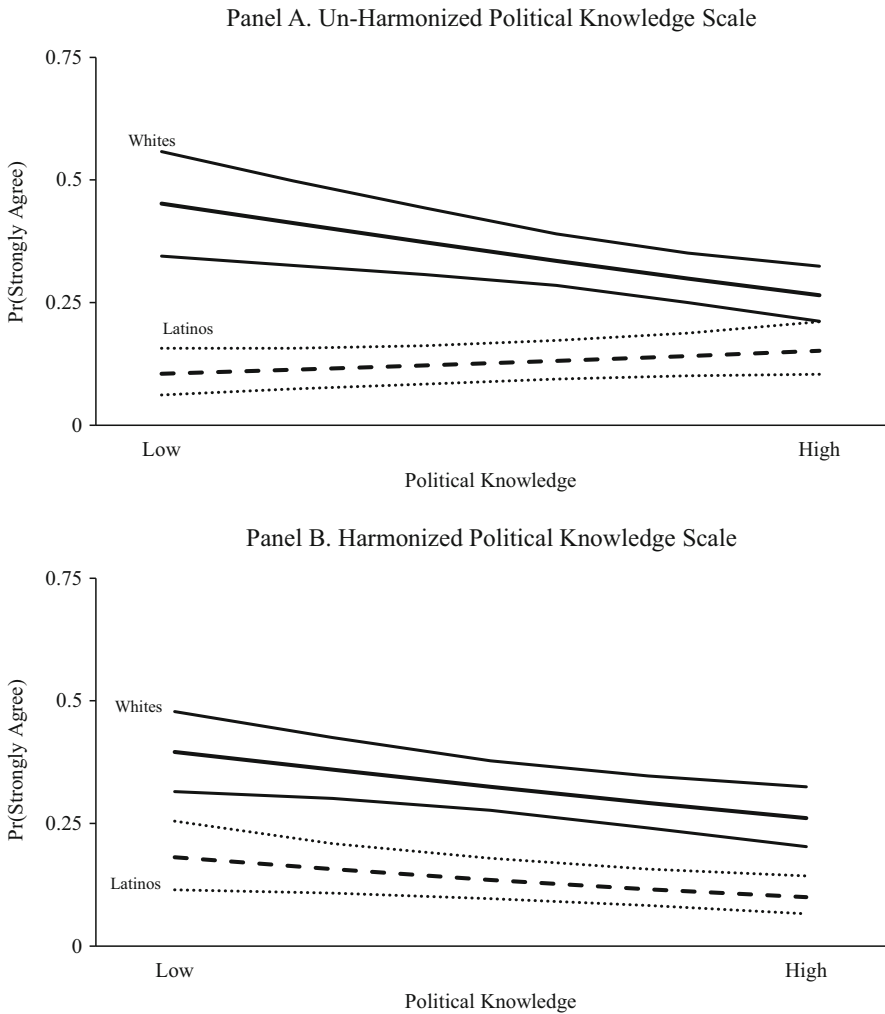 Panel A. Un-Harmonized Political Knowledge Scale
0.75
Whites
0.5
Pr(Strongly Agree)
0.25
Latinos
0
Low
High
Political Knowledge
Panel B. Harmonized Political Knowledge Scale
0.75
0.5
Whites
Pr(Strongly Agree)
0.25
Latinos
0
Low
High
Political Knowledge